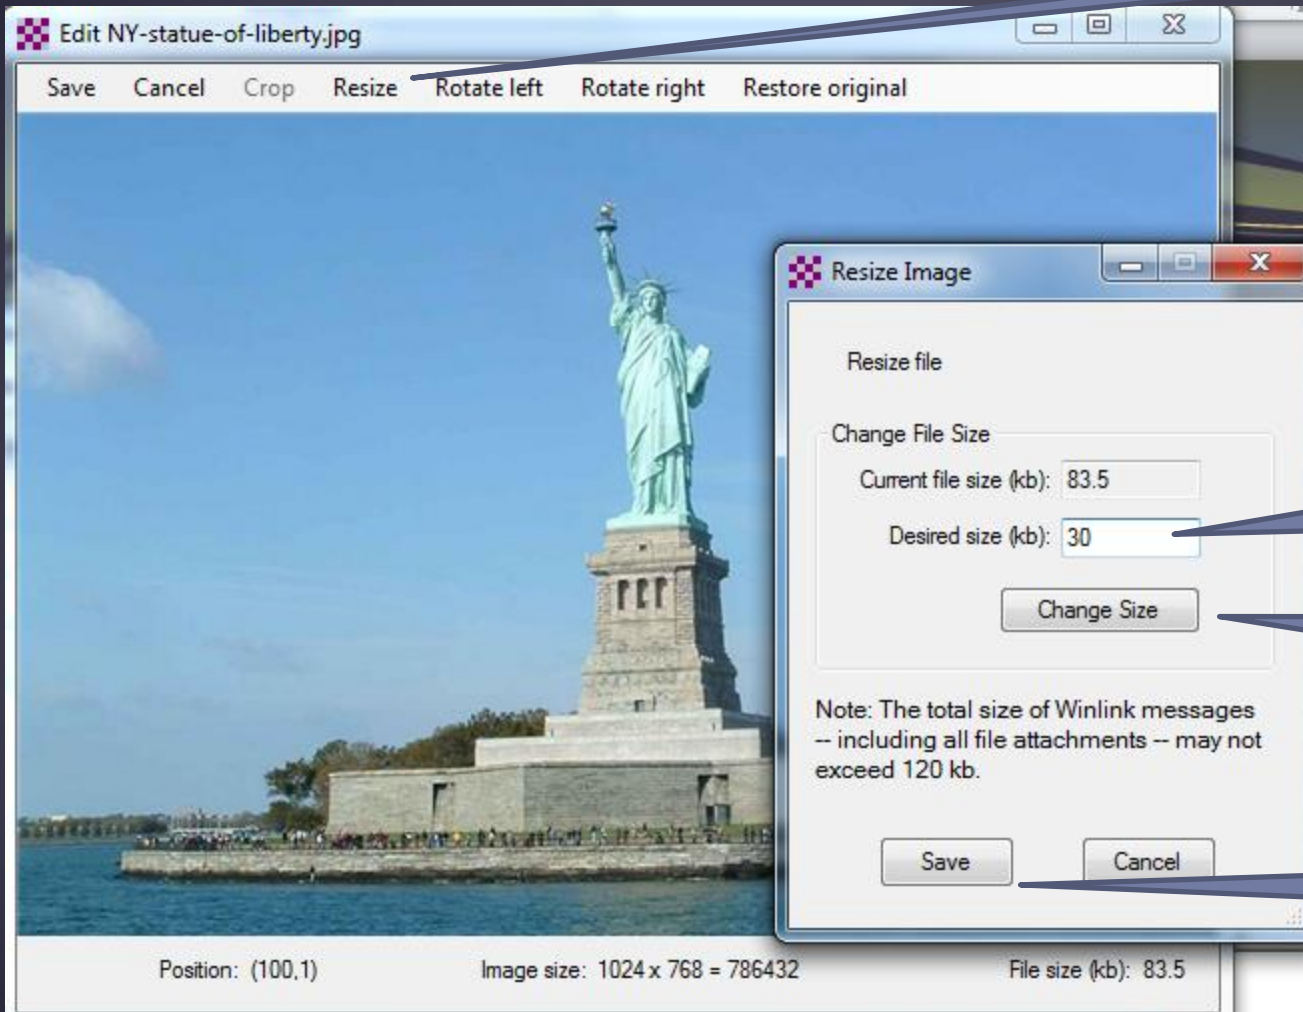 Edit NY-statue-of-liberty.jpg
Save Cancel Crop Resize Rotate left Rotate right Restore original
Resize Image
Resize file
Change File Size
Current file size (kb): 83.5
Desired size (kb): 30
Change Size
Note: The total size of Winlink messages
-- including all file attachments -- may not
exceed 120 kb.
Save Cancel
Position: (100,1) Image size: 1024 x 768 = 786432 File size (kb): 83.5